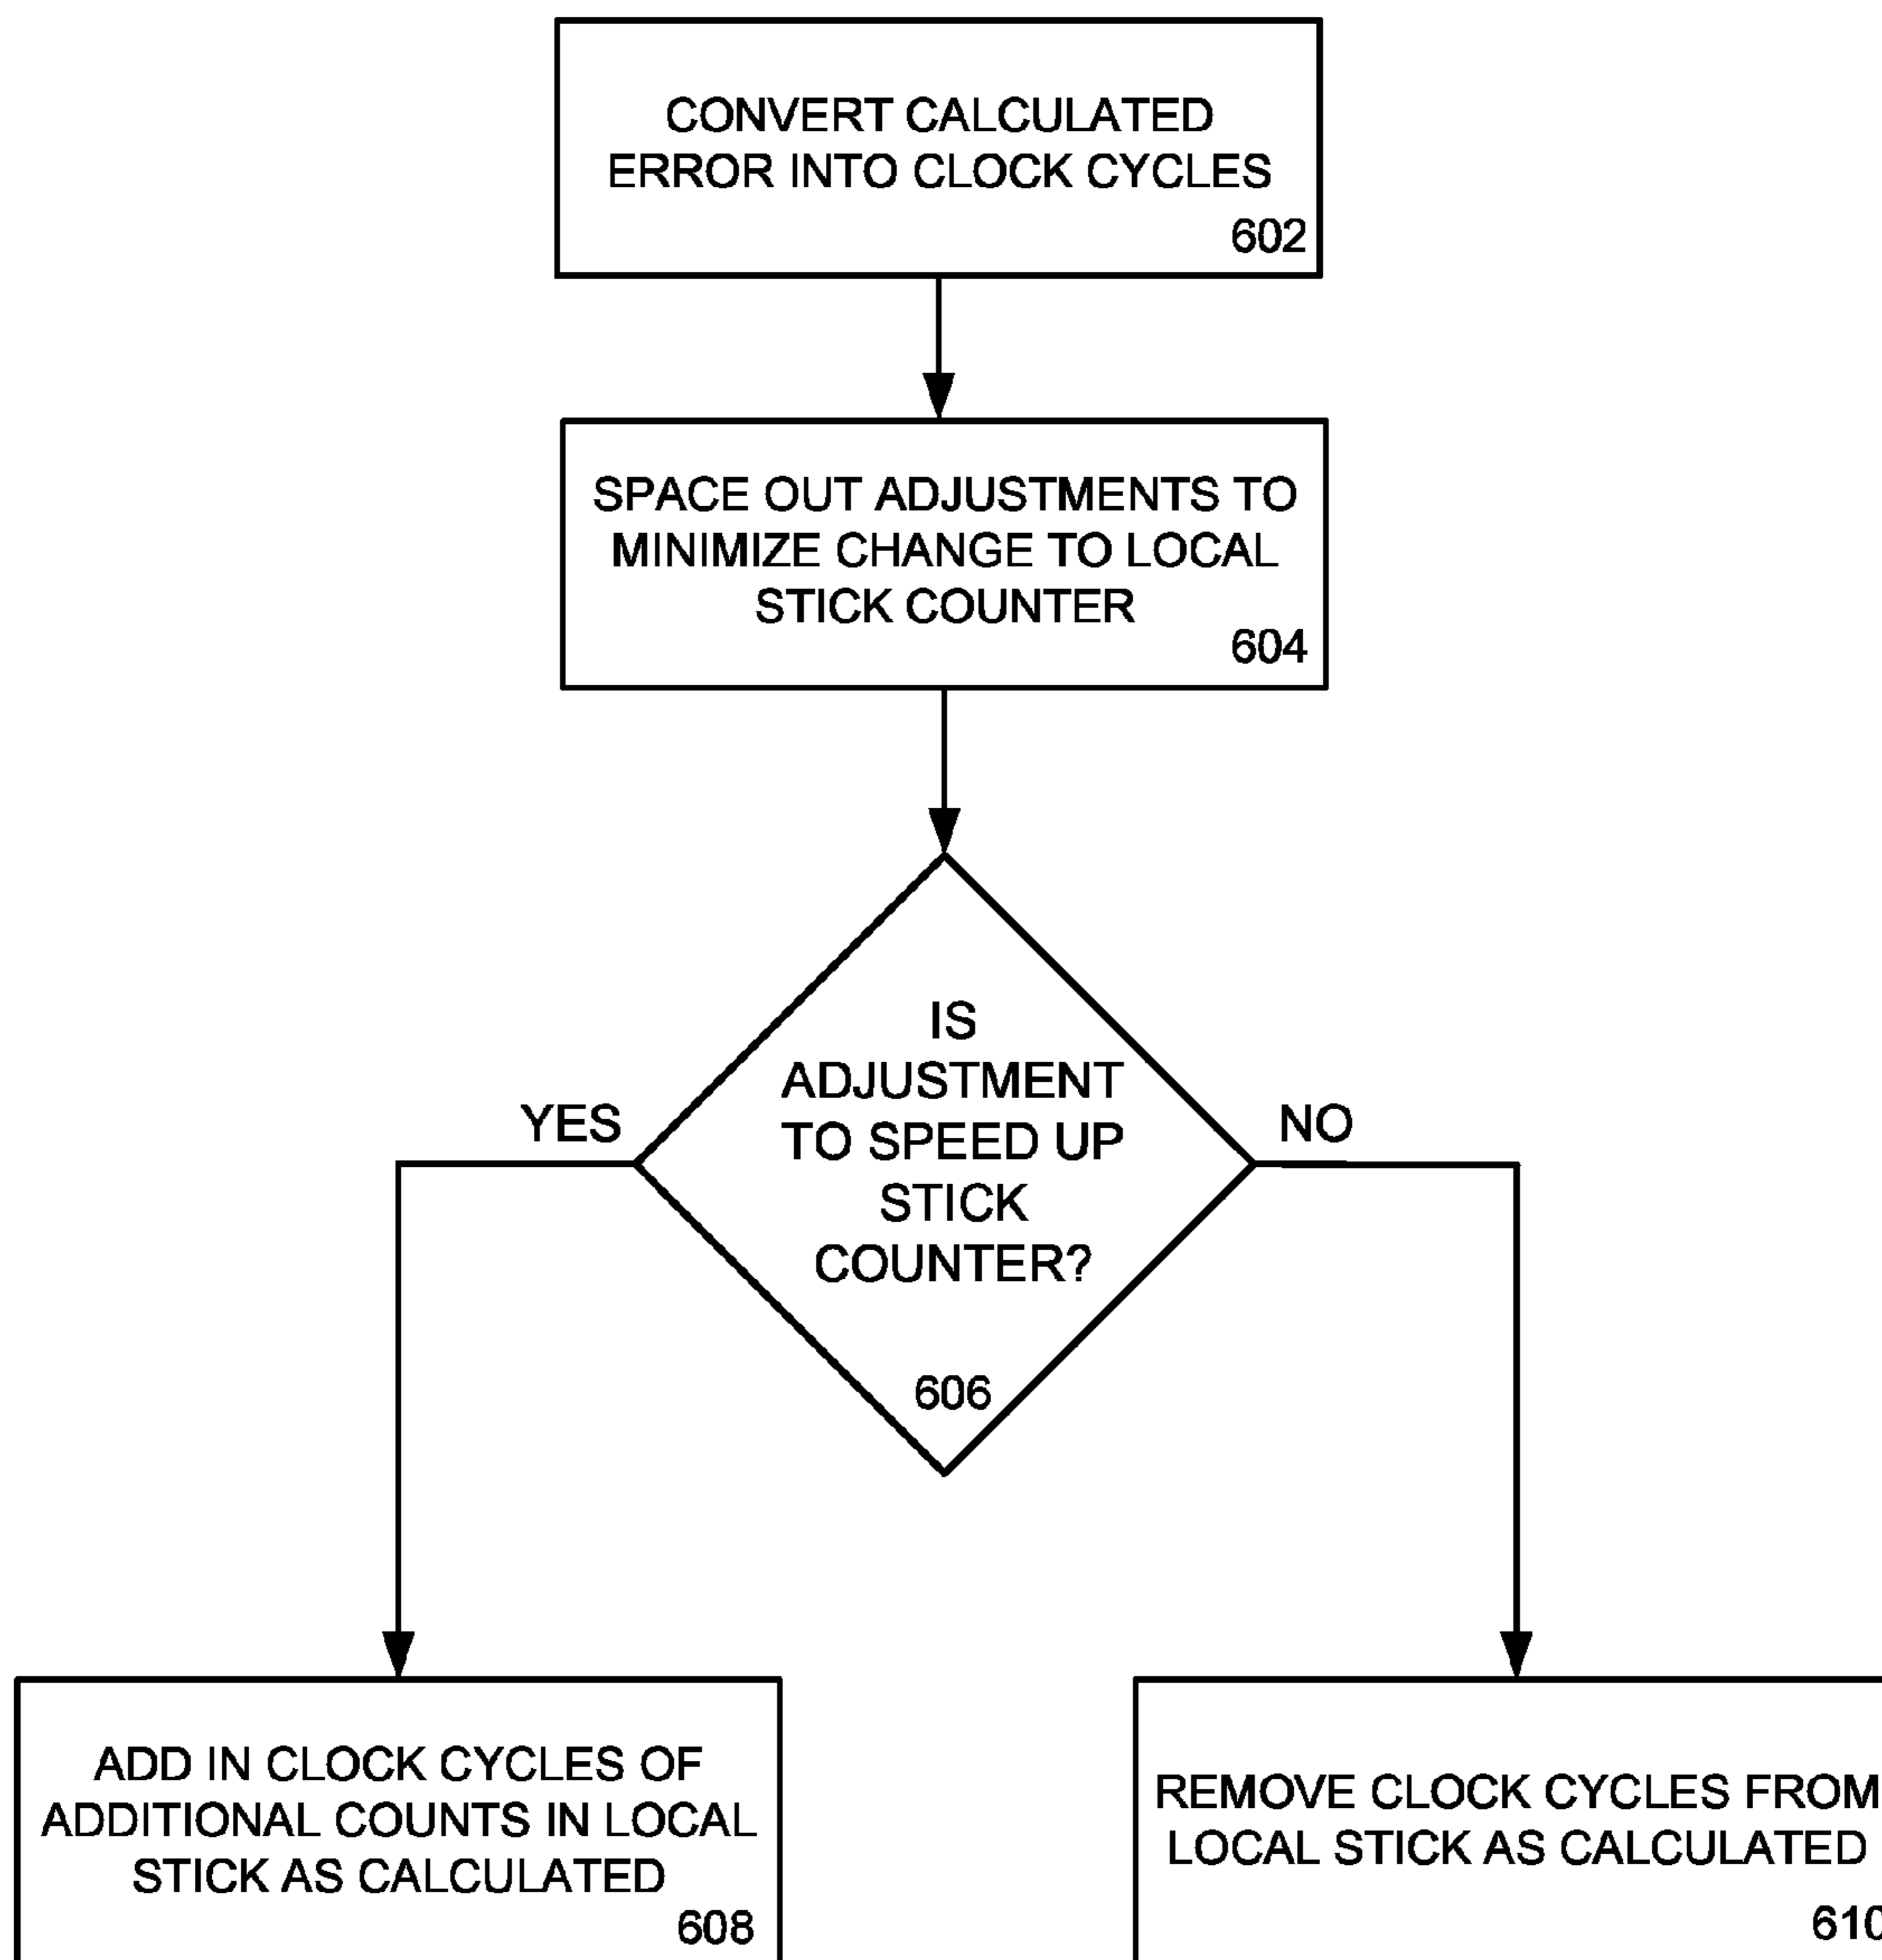 CONVERT CALCULATED
ERROR INTO CLOCK CYCLES
602
SPACE OUT ADJUSTMENTS TO
MINIMIZE CHANGE TO LOCAL
STICK COUNTER
604
IS
ADJUSTMENT
TO SPEED UP
STICK
COUNTER?
606
YES
NO
ADD IN CLOCK CYCLES OF
ADDITIONAL COUNTS IN LOCAL
STICK AS CALCULATED
608
REMOVE CLOCK CYCLES FROM
LOCAL STICK AS CALCULATED
610